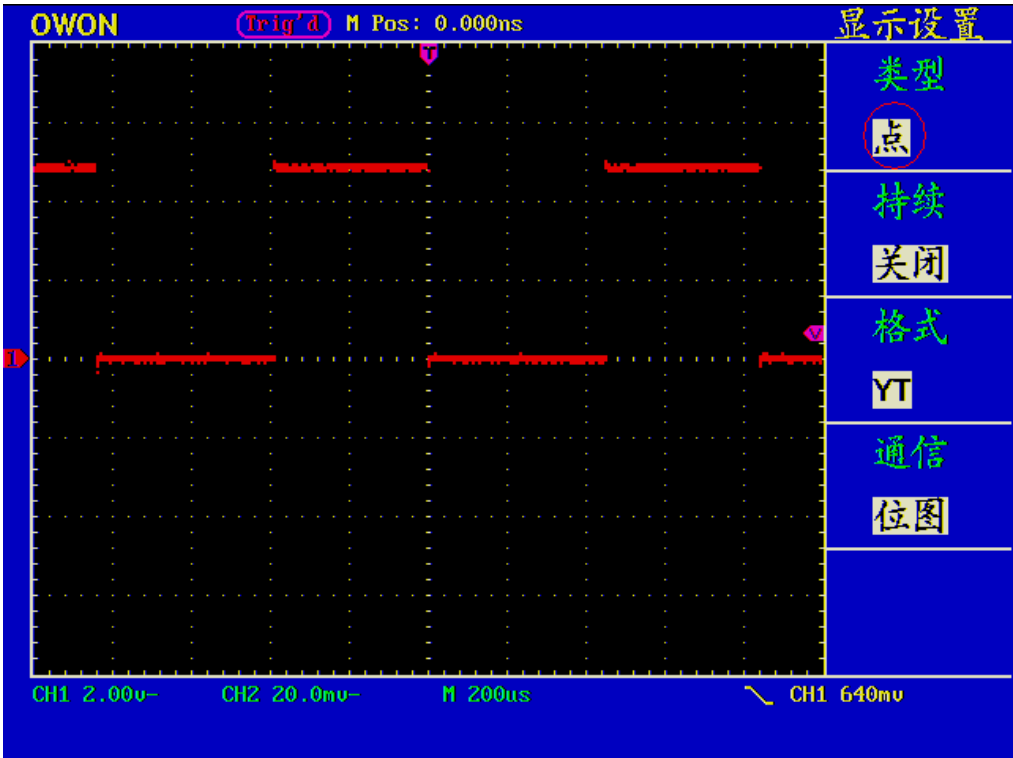 OWON Trig'd M Pos: 0.000ns 显示设置
T
类型
点
持续
关闭
V
格式
1
YT
通信
位图
CH1 2.00v- CH2 20.0mv- M 200us CH1 640mv